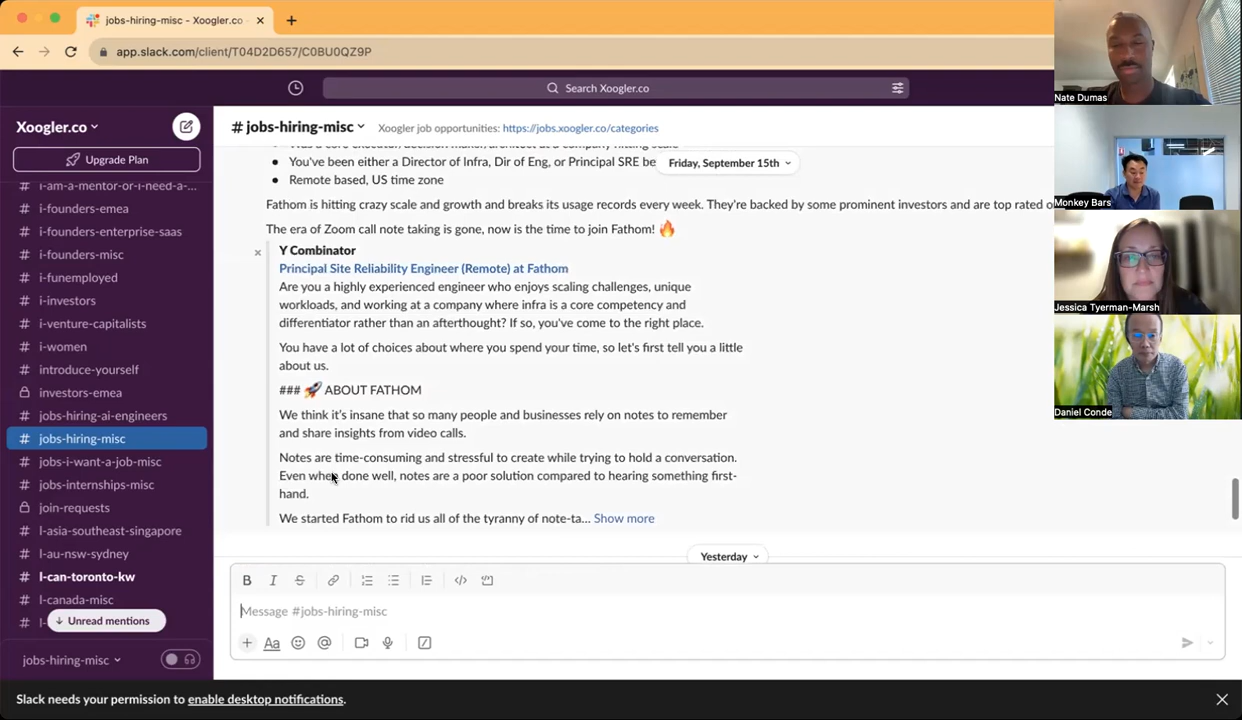 jobs-hiring-misc - Xoogler.co
app.slack.com/client/T04D2D657/C0BU0QZ9P
Search Xoogler.co
Xoogler.co
Upgrade Plan
# i-am-a-mentor-or-i-need-a-...
# i-founders-emea
# i-founders-enterprise-saas
# i-founders-misc
# i-funemployed
# i-investors
# i-venture-capitalists
# i-women
# introduce-yourself
investors-emea
# jobs-hiring-ai-engineers
# jobs-hiring-misc
# jobs-i-want-a-job-misc
# jobs-internships-misc
join-requests
# l-asia-southeast-singapore
# l-au-nsw-sydney
# l-can-toronto-kw
# l-canada-misc
# l-
↓ Unread mentions
jobs-hiring-misc
# jobs-hiring-misc
Xoogler job opportunities: https://jobs.xoogler.co/categories
Friday, September 15th
• You've been either a Director of Infra, Dir of Eng, or Principal SRE be
• Remote based, US time zone
Fathom is hitting crazy scale and growth and breaks its usage records every week. They're backed by some prominent investors and are top rated o
The era of Zoom call note taking is gone, now is the time to join Fathom! 🔥
Y Combinator
Principal Site Reliability Engineer (Remote) at Fathom
Are you a highly experienced engineer who enjoys scaling challenges, unique
workloads, and working at a company where infra is a core competency and
differentiator rather than an afterthought? If so, you've come to the right place.
You have a lot of choices about where you spend your time, so let's first tell you a little
about us.
### 🚀 ABOUT FATHOM
We think it's insane that so many people and businesses rely on notes to remember
and share insights from video calls.
Notes are time-consuming and stressful to create while trying to hold a conversation.
Even when done well, notes are a poor solution compared to hearing something first-
hand.
We started Fathom to rid us all of the tyranny of note-ta... Show more
Yesterday
B I S
Message #jobs-hiring-misc
Aa
Slack needs your permission to enable desktop notifications.
Nate Dumas
Monkey Bars
Jessica Tyerman-Marsh
Daniel Conde